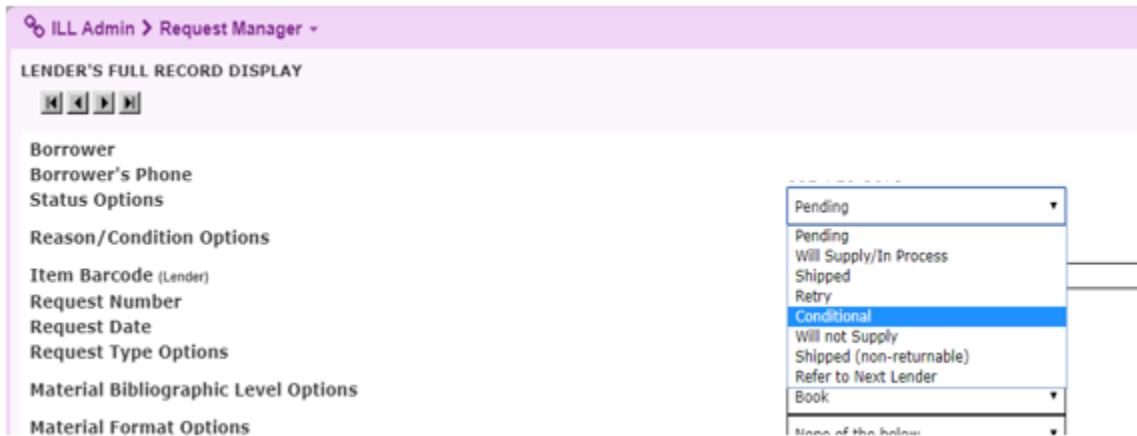 ILL Admin > Request Manager
LENDER'S FULL RECORD DISPLAY
Borrower
Borrower's Phone
Status Options
Pending
Reason/Condition Options
Pending
Will Supply/In Process
Item Barcode (Lender)
Shipped
Request Number
Retry
Request Date
Conditional
Will not Supply
Request Type Options
Shipped (non-returnable)
Refer to Next Lender
Material Bibliographic Level Options
Book
Material Format Options
None of the below